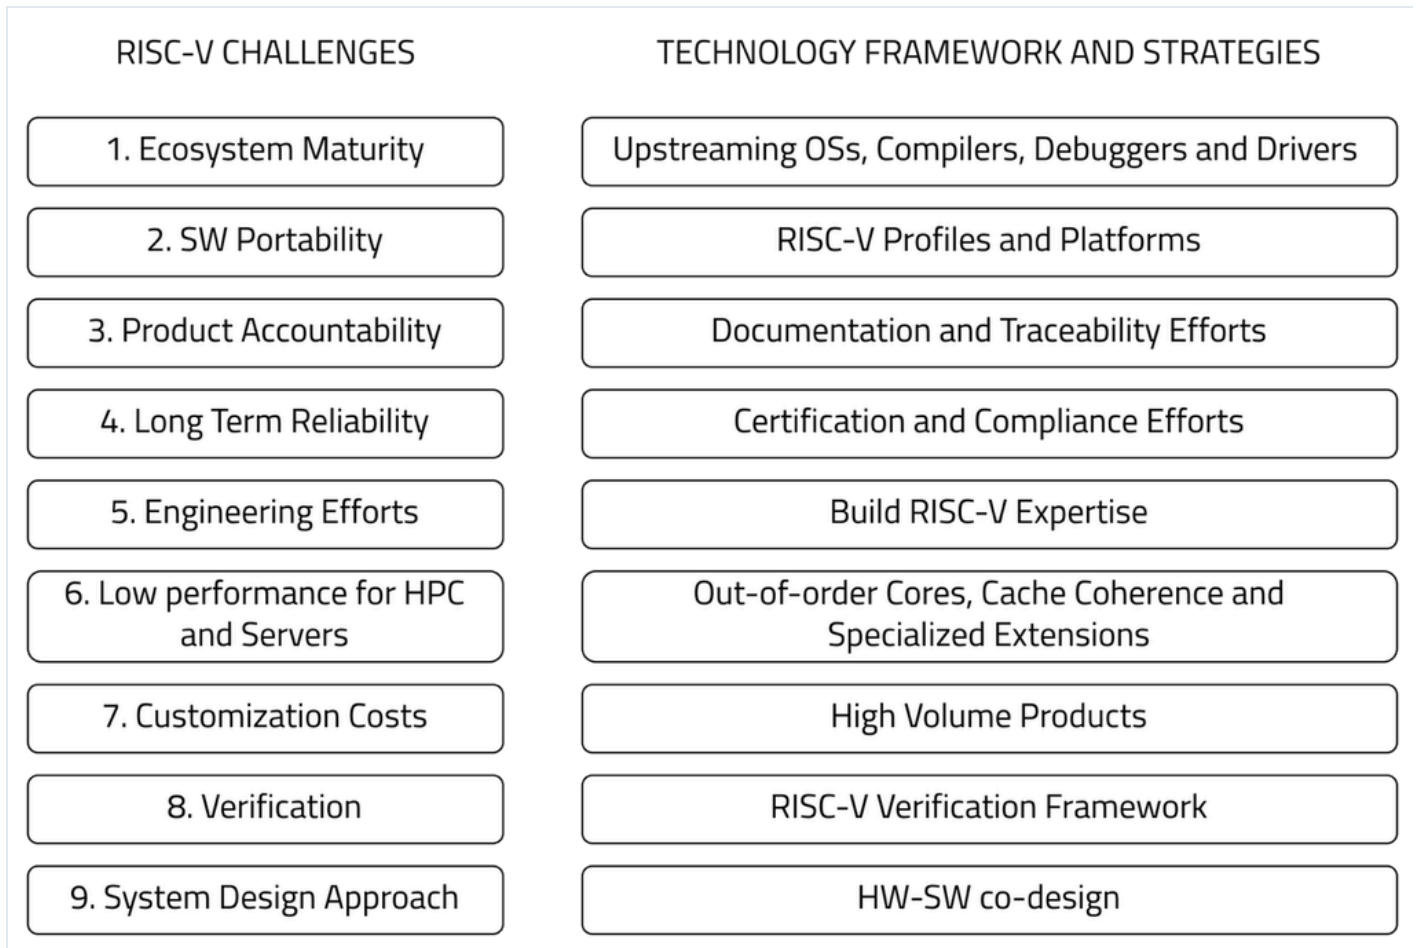 RISC-V CHALLENGES
TECHNOLOGY FRAMEWORK AND STRATEGIES
1. Ecosystem Maturity
Upstreaming OSs, Compilers, Debuggers and Drivers
2. SW Portability
RISC-V Profiles and Platforms
3. Product Accountability
Documentation and Traceability Efforts
4. Long Term Reliability
Certification and Compliance Efforts
5. Engineering Efforts
Build RISC-V Expertise
6. Low performance for HPC
and Servers
Out-of-order Cores, Cache Coherence and
Specialized Extensions
7. Customization Costs
High Volume Products
8. Verification
RISC-V Verification Framework
9. System Design Approach
HW-SW co-design